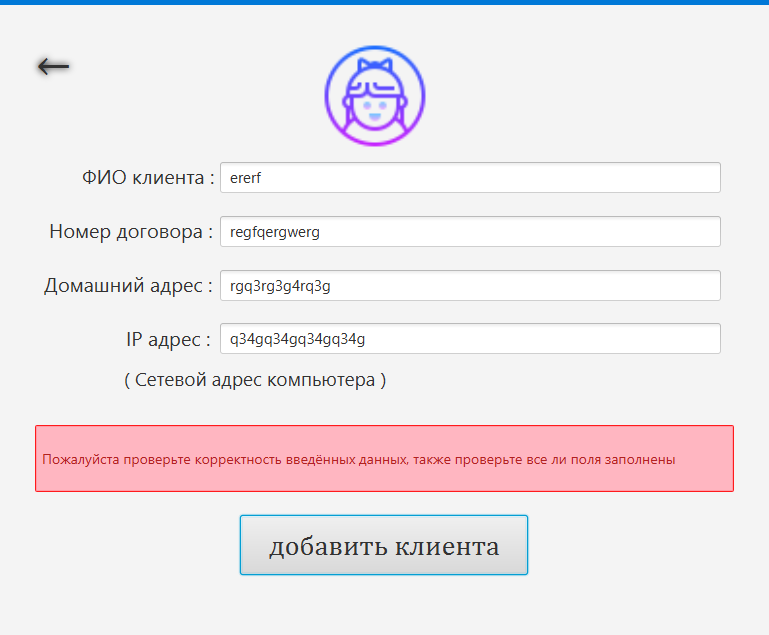 ФИО клиента : ererf
Номер договора : regfqergwerg
Домашний адрес : rgq3rg3g4rq3g
IP адрес : q34gq34gq34gq34g
( Сетевой адрес компьютера )
Пожалуйста проверьте корректность введённых данных, также проверьте все ли поля заполнены
добавить клиента